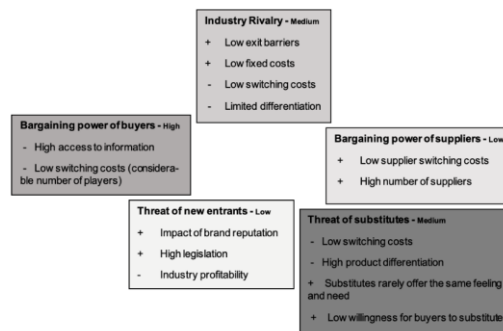 Industry Rivalry - Medium
+ Low exit barriers
+ Low fixed costs
- Low switching costs
- Limited differentiation
Bargaining power of buyers - High
- High access to information
- Low switching costs (considera-
ble number of players)
Bargaining power of suppliers - Low
+ Low supplier switching costs
+ High number of suppliers
Threat of new entrants - Low
+ Impact of brand reputation
+ High legislation
- Industry profitability
Threat of substitutes - Medium
- Low switching costs
- High product differentiation
+ Substitutes rarely offer the same feeling
and need
+ Low willingness for buyers to substitute